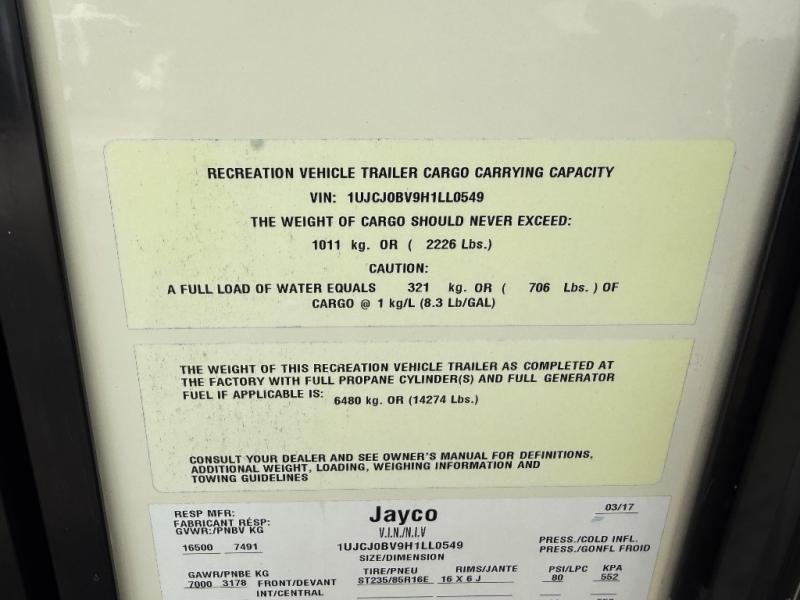 RECREATION VEHICLE TRAILER CARGO CARRYING CAPACITY
VIN: 1UJCJ0BV9H1LL0549
THE WEIGHT OF CARGO SHOULD NEVER EXCEED:
1011 kg. OR ( 2226 Lbs.)
CAUTION:
A FULL LOAD OF WATER EQUALS 321 kg. OR ( 706 Lbs. ) OF
CARGO @ 1 kg/L (8.3 Lb/GAL)
THE WEIGHT OF THIS RECREATION VEHICLE TRAILER AS COMPLETED AT
THE FACTORY WITH FULL PROPANE CYLINDER(S) AND FULL GENERATOR
FUEL IF APPLICABLE IS: 6480 kg. OR (14274 Lbs.)
CONSULT YOUR DEALER AND SEE OWNER'S MANUAL FOR DEFINITIONS,
ADDITIONAL WEIGHT, LOADING, WEIGHING INFORMATION AND
TOWING GUIDELINES
RESP MFR: Jayco 03/17
FABRICANT RÉSP:
GVWR:/PNBV KG V.I.N./N.I.V
16500 7491 1UJCJ0BV9H1LL0549 PRESS./COLD INFL.
SIZE/DIMENSION PRESS./GONFL FROID
GAWR/PNBE KG TIRE/PNEU RIMS/JANTE PSI/LPC KPA
7000 3178 FRONT/DEVANT ST235/85R16E 16 X 6 J 80 552
INT/CENTRAL